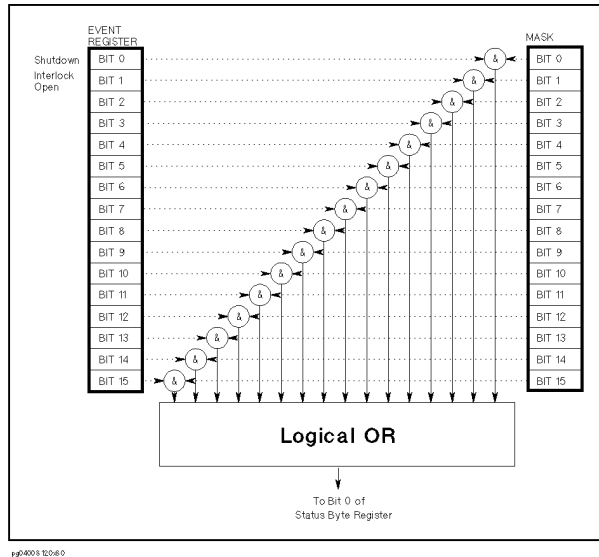 EVENT
REGISTER
MASK
Shutdown BIT 0 & BIT 0
Interlock
Open BIT 1 & BIT 1
BIT 2 & BIT 2
BIT 3 & BIT 3
BIT 4 & BIT 4
BIT 5 & BIT 5
BIT 6 & BIT 6
BIT 7 & BIT 7
BIT 8 & BIT 8
BIT 9 & BIT 9
BIT 10 & BIT 10
BIT 11 & BIT 11
BIT 12 & BIT 12
BIT 13 & BIT 13
BIT 14 & BIT 14
BIT 15 & BIT 15
Logical OR
To Bit 0 of
Status Byte Register